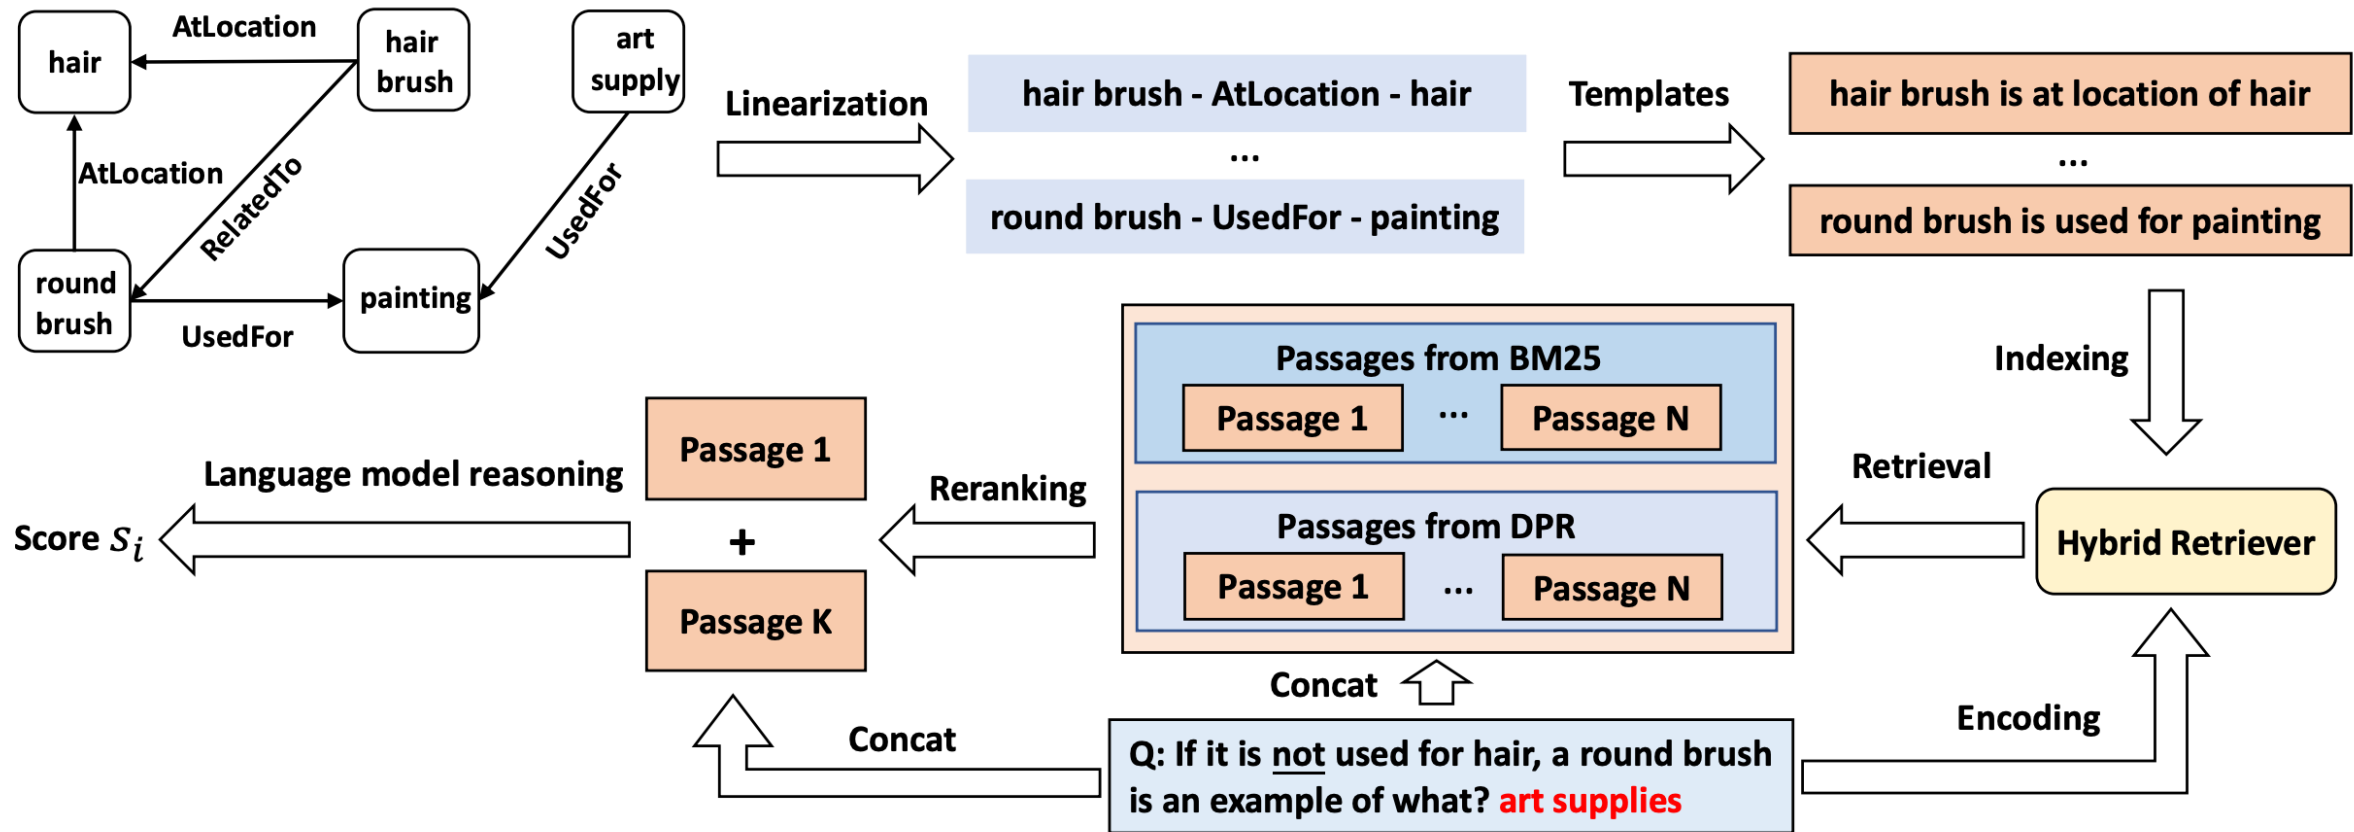 hair
AtLocation
hair
brush
art
supply
AtLocation
RelatedTo
UsedFor
round
brush
UsedFor
painting
Linearization
hair brush - AtLocation - hair
...
round brush - UsedFor - painting
Templates
hair brush is at location of hair
...
round brush is used for painting
Indexing
Hybrid Retriever
Retrieval
Passages from BM25
Passage 1 ... Passage N
Passages from DPR
Passage 1 ... Passage N
Reranking
Passage 1
+
Passage K
Language model reasoning
Score sᵢ
Concat
Concat
Encoding
Q: If it is not used for hair, a round brush
is an example of what? art supplies